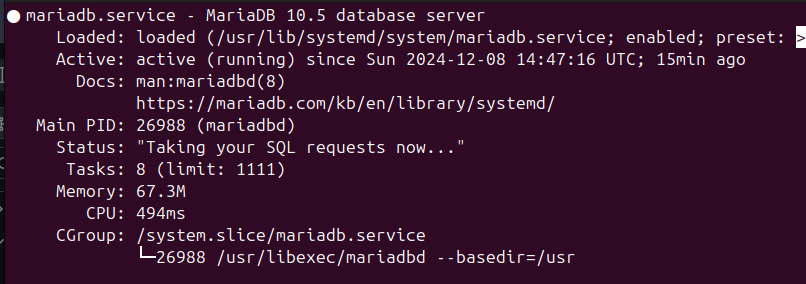 ● mariadb.service - MariaDB 10.5 database server
Loaded: loaded (/usr/lib/systemd/system/mariadb.service; enabled; preset: >
Active: active (running) since Sun 2024-12-08 14:47:16 UTC; 15min ago
Docs: man:mariadbd(8)
https://mariadb.com/kb/en/library/systemd/
Main PID: 26988 (mariadbd)
Status: "Taking your SQL requests now..."
Tasks: 8 (limit: 1111)
Memory: 67.3M
CPU: 494ms
CGroup: /system.slice/mariadb.service
└─26988 /usr/libexec/mariadbd --basedir=/usr